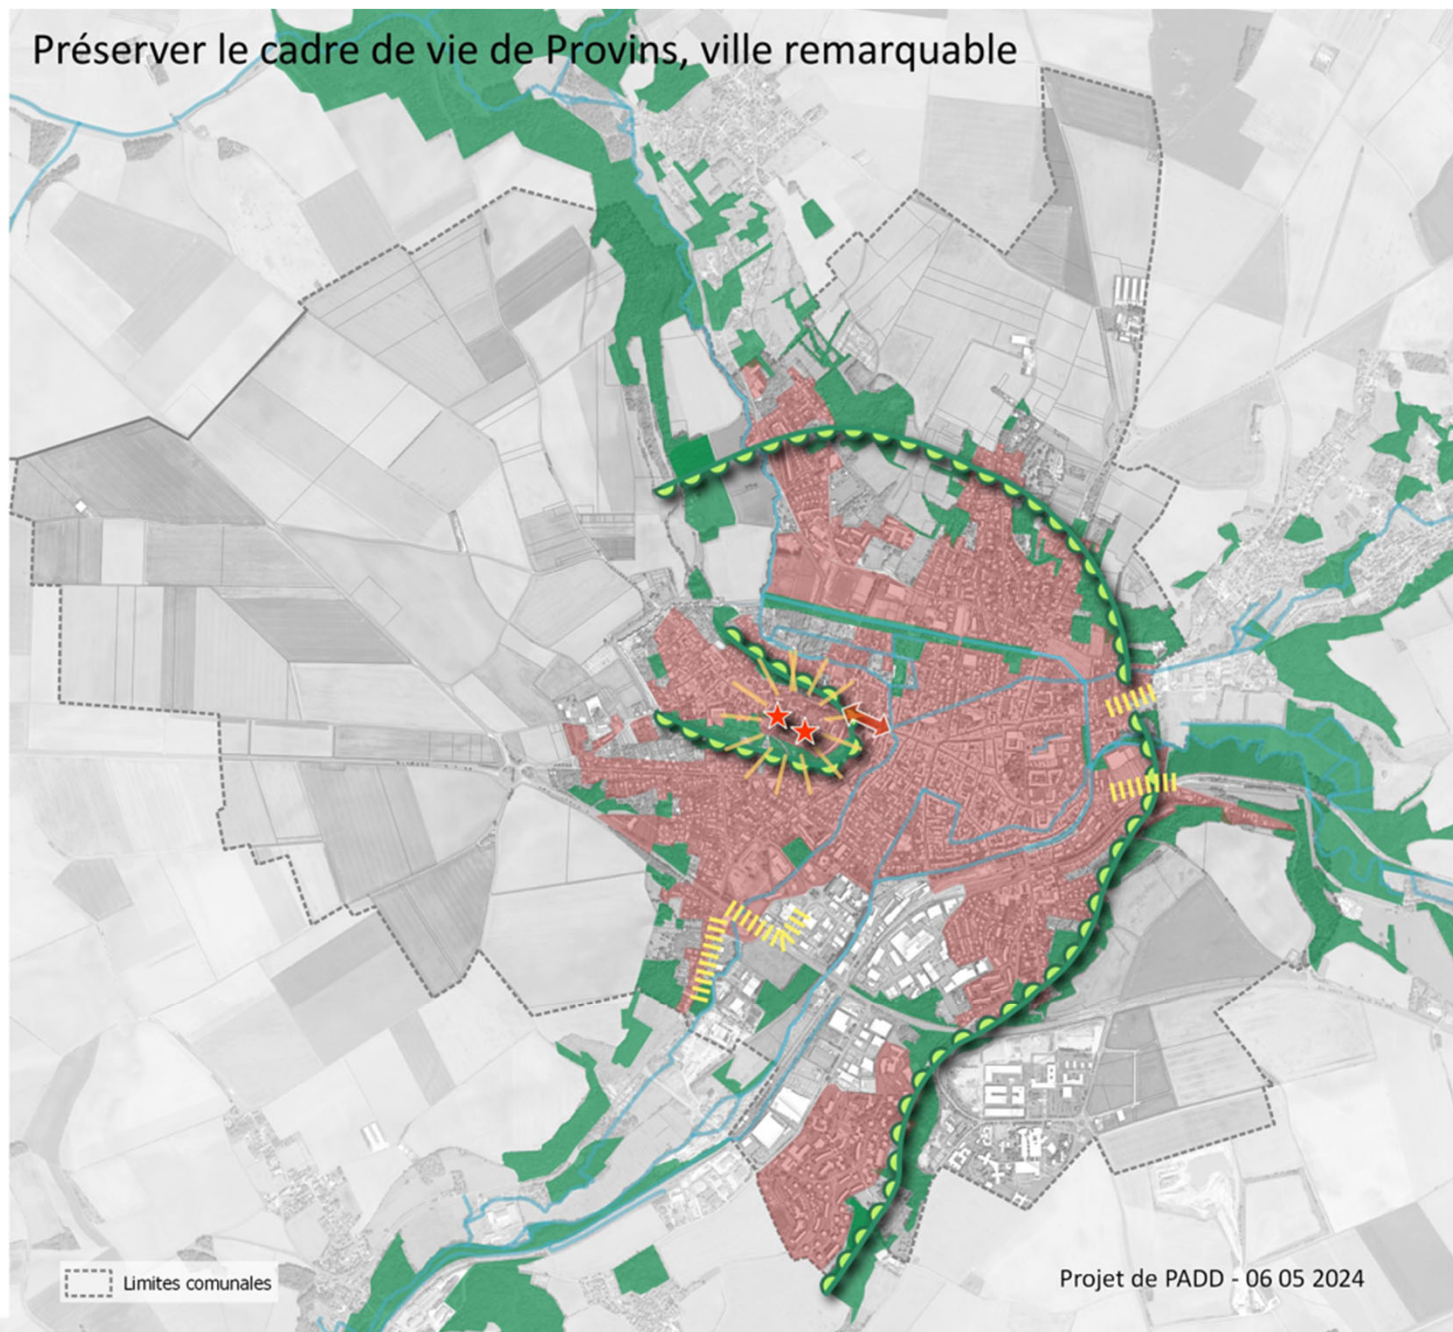 Préserver le cadre de vie de Provins, ville remarquable
Limites comunales
Projet de PADD - 06 05 2024